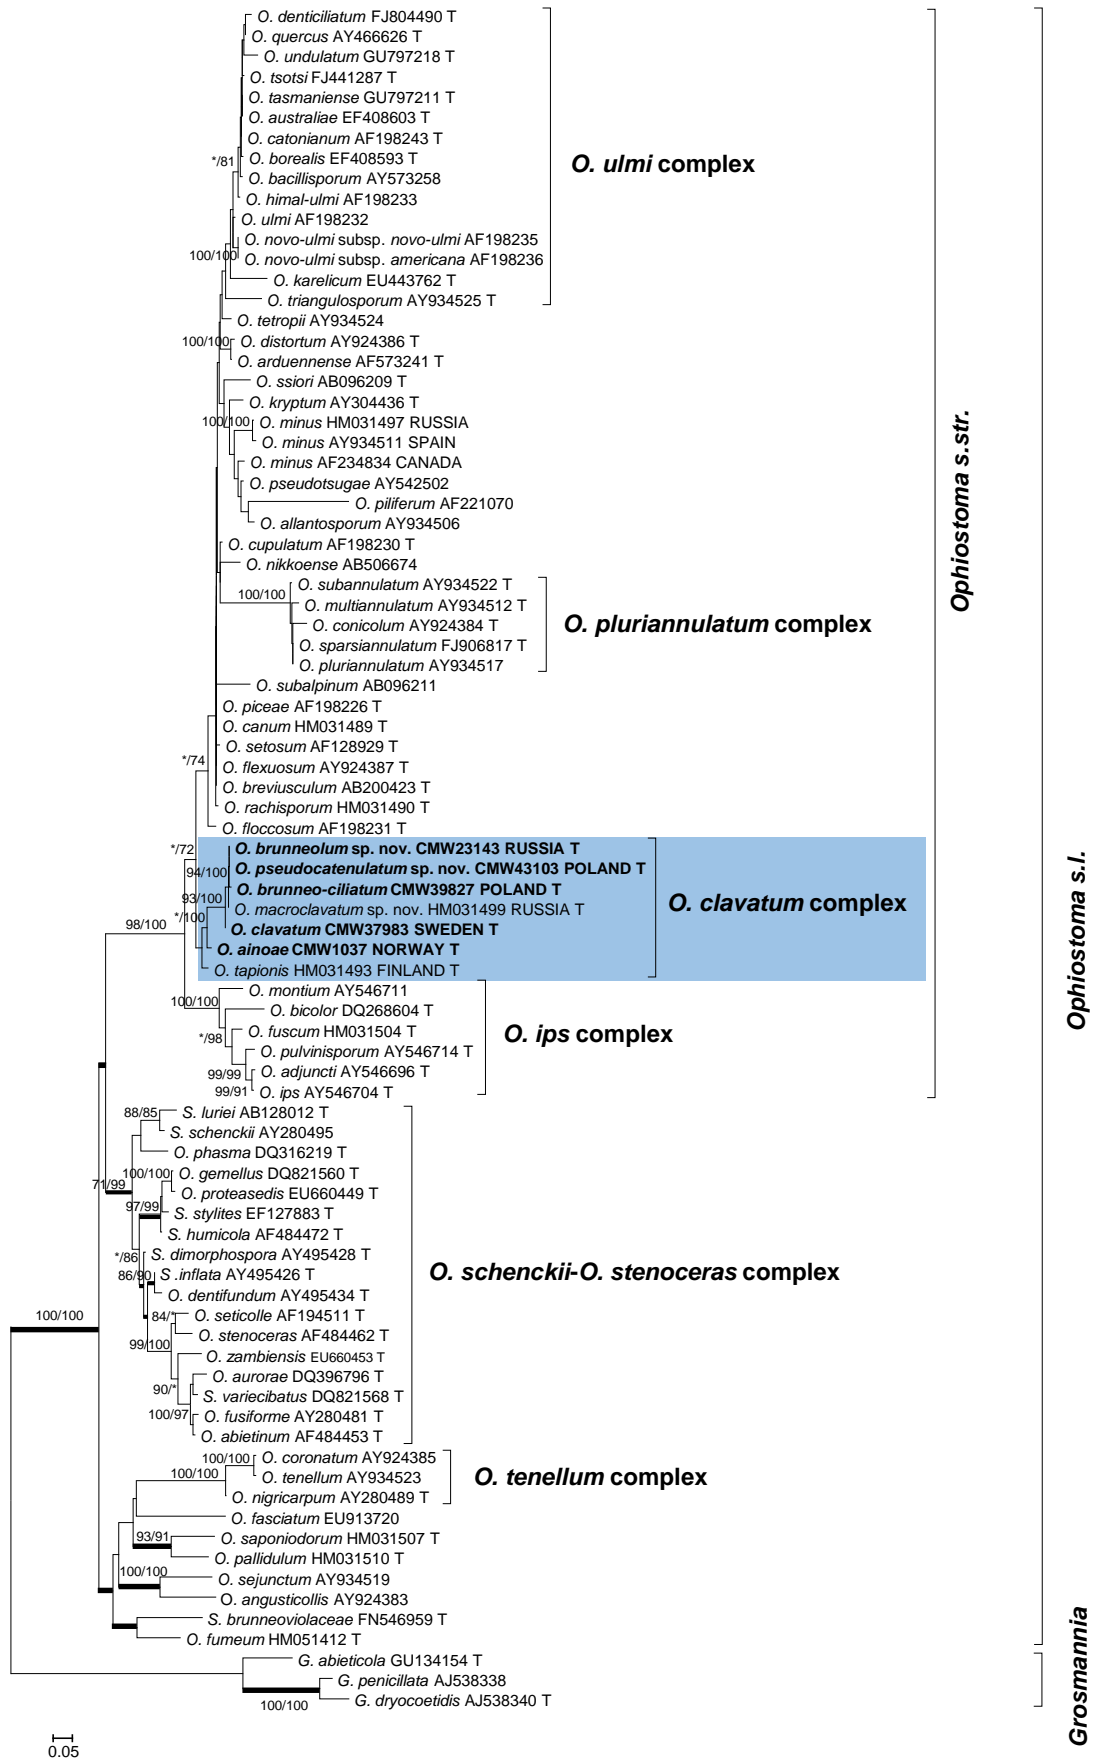 O. denticiliatum FJ804490 T
O. quercus AY466626 T
O. undulatum GU797218 T
O. tsotsi FJ441287 T
O. tasmaniense GU797211 T
O. australiae EF408603 T
O. catonianum AF198243 T
*/81
O. borealis EF408593 T
O. ulmi complex
O. bacillisporum AY573258
O. himal-ulmi AF198233
O. ulmi AF198232
O. novo-ulmi subsp. novo-ulmi AF198235
100/100
O. novo-ulmi subsp. americana AF198236
O. karelicum EU443762 T
O. triangulosporum AY934525 T
O. tetropii AY934524
100/100
O. distortum AY924386 T
O. arduennense AF573241 T
O. ssiori AB096209 T
O. kryptum AY304436 T
100/100
O. minus HM031497 RUSSIA
O. minus AY934511 SPAIN
O. minus AF234834 CANADA
O. pseudotsugae AY542502
O. piliferum AF221070
O. allantosporum AY934506
Ophiostoma s.str.
O. cupulatum AF198230 T
O. nikkoense AB506674
O. subannulatum AY934522 T
100/100
O. multiannulatum AY934512 T
O. conicolum AY924384 T
O. pluriannulatum complex
O. sparsiannulatum FJ906817 T
O. pluriannulatum AY934517
O. subalpinum AB096211
O. piceae AF198226 T
O. canum HM031489 T
O. setosum AF128929 T
*/74
O. flexuosum AY924387 T
O. breviusculum AB200423 T
O. rachisporum HM031490 T
O. floccosum AF198231 T
*/72
O. brunneolum sp. nov. CMW23143 RUSSIA T
94/100
O. pseudocatenulatum sp. nov. CMW43103 POLAND T
O. brunneo-ciliatum CMW39827 POLAND T
93/100
O. macroclavatum sp. nov. HM031499 RUSSIA T
O. clavatum complex
*/100
O. clavatum CMW37983 SWEDEN T
98/100
O. ainoae CMW1037 NORWAY T
O. tapionis HM031493 FINLAND T
Ophiostoma s.l.
O. montium AY546711
100/100
O. bicolor DQ268604 T
O. fuscum HM031504 T
O. ips complex
*/98
O. pulvinisporum AY546714 T
99/99
O. adjuncti AY546696 T
99/91
O. ips AY546704 T
88/85
S. luriei AB128012 T
S. schenckii AY280495
O. phasma DQ316219 T
100/100
O. gemellus DQ821560 T
71/99
O. proteasedis EU660449 T
97/99
S. stylites EF127883 T
S. humicola AF484472 T
*/86
S. dimorphospora AY495428 T
86/90
S .inflata AY495426 T
O. schenckii-O. stenoceras complex
O. dentifundum AY495434 T
100/100
84/*
O. seticolle AF194511 T
O. stenoceras AF484462 T
99/100
O. zambiensis EU660453 T
O. aurorae DQ396796 T
90/*
S. variecibatus DQ821568 T
100/97
O. fusiforme AY280481 T
O. abietinum AF484453 T
100/100
O. coronatum AY924385
100/100
O. tenellum AY934523
O. tenellum complex
O. nigricarpum AY280489 T
O. fasciatum EU913720
93/91
O. saponiodorum HM031507 T
O. pallidulum HM031510 T
100/100
O. sejunctum AY934519
O. angusticollis AY924383
S. brunneoviolaceae FN546959 T
O. fumeum HM051412 T
G. abieticola GU134154 T
G. penicillata AJ538338
100/100
G. dryocoetidis AJ538340 T
Grosmannia
0.05